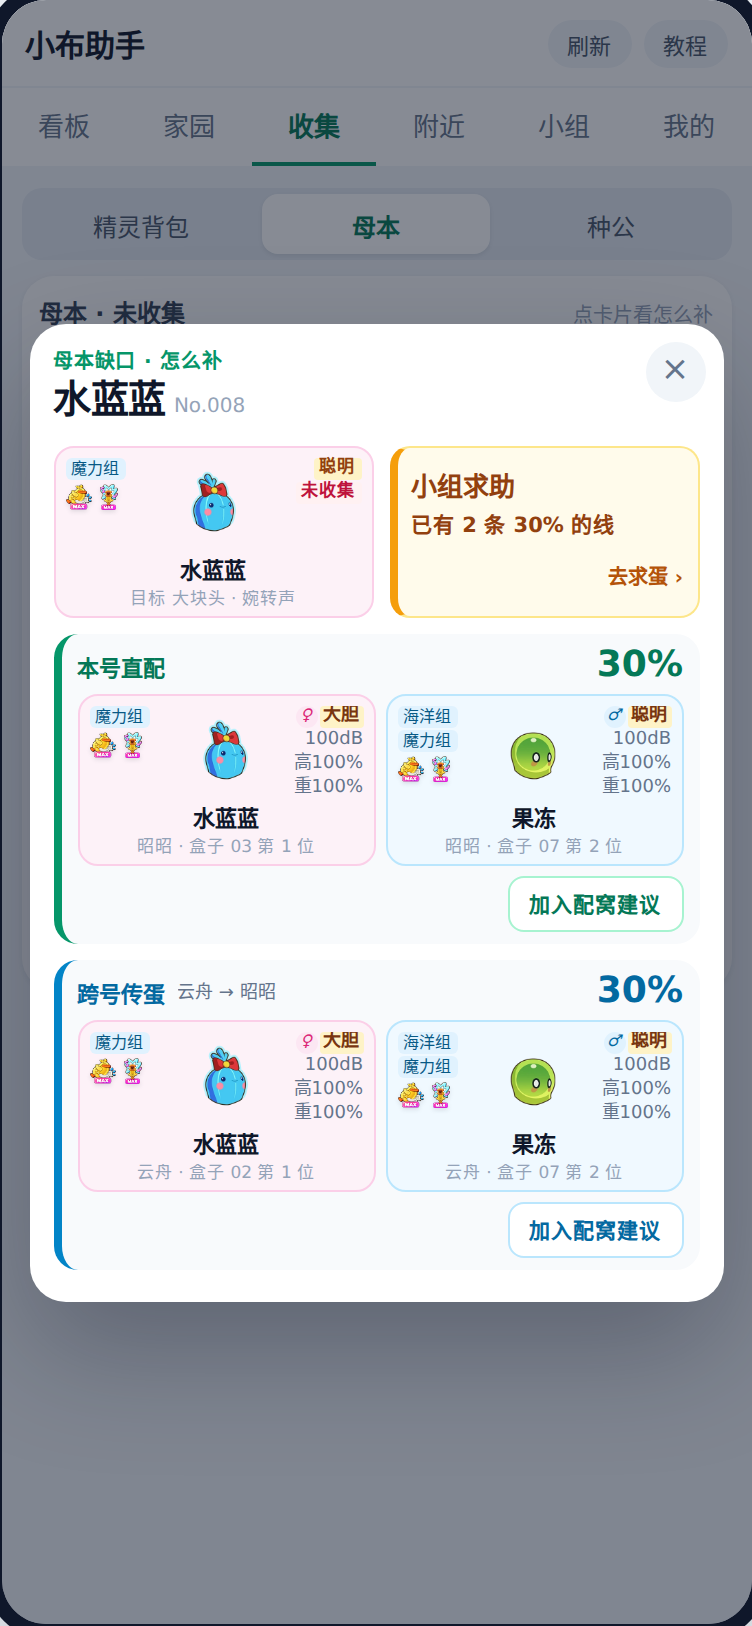 小布助手
刷新
教程
看板
家园
收集
附近
小组
我的
精灵背包
母本
种公
母本 · 未收集
点卡片看怎么补
母本缺口 · 怎么补
水蓝蓝 No.008
×
魔力组
聪明
未收集
MAX
MAX
水蓝蓝
目标 大块头 · 婉转声
小组求助
已有 2 条 30% 的线
去求蛋 ›
本号直配
30%
魔力组
♀ 大胆
100dB
高100%
重100%
MAX
MAX
水蓝蓝
昭昭 · 盒子 03 第 1 位
海洋组
魔力组
♂ 聪明
100dB
高100%
重100%
MAX
MAX
果冻
昭昭 · 盒子 07 第 2 位
加入配窝建议
跨号传蛋 云舟 → 昭昭
30%
魔力组
♀ 大胆
100dB
高100%
重100%
MAX
MAX
水蓝蓝
云舟 · 盒子 02 第 1 位
海洋组
魔力组
♂ 聪明
100dB
高100%
重100%
MAX
MAX
果冻
云舟 · 盒子 07 第 2 位
加入配窝建议